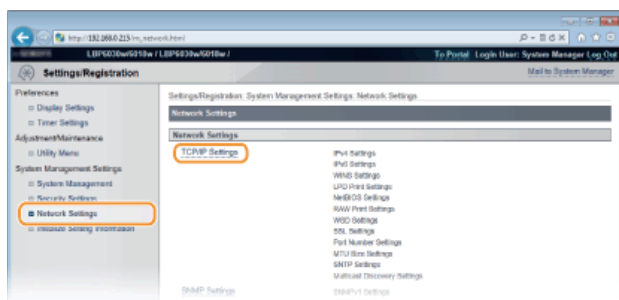 http://192.168.0.215/m_network.html
LBP6030w/6018w / LBP6030w/6018w /
To Portal Login User: System Manager Log Out
Settings/Registration
Mail to System Manager
Preferences
Settings/Registration: System Management Settings: Network Settings
Display Settings
Network Settings
Timer Settings
Adjustment/Maintenance
Network Settings
Utility Menu
TCP/IP Settings
IPv4 Settings
IPv6 Settings
System Management Settings
WINS Settings
System Management
LPD Print Settings
Security Settings
NetBIOS Settings
Network Settings
RAW Print Settings
WSD Settings
Initialize Setting Information
SSL Settings
Port Number Settings
MTU Size Settings
SNTP Settings
Multicast Discovery Settings
SNMP Settings
SNMPv1 Settings